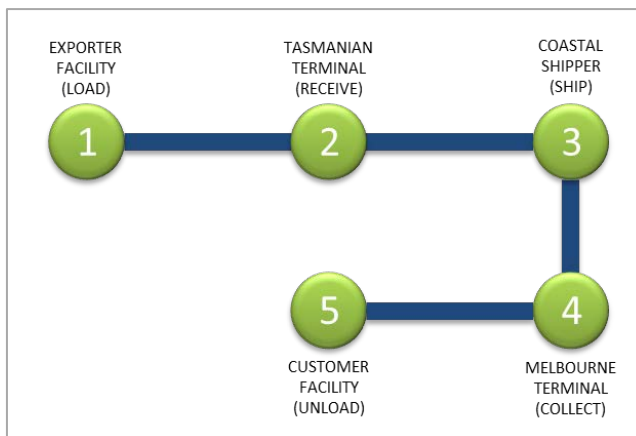 EXPORTER
FACILITY
(LOAD)
TASMANIAN
TERMINAL
(RECEIVE)
COASTAL
SHIPPER
(SHIP)
1
2
3
5
4
CUSTOMER
FACILITY
(UNLOAD)
MELBOURNE
TERMINAL
(COLLECT)